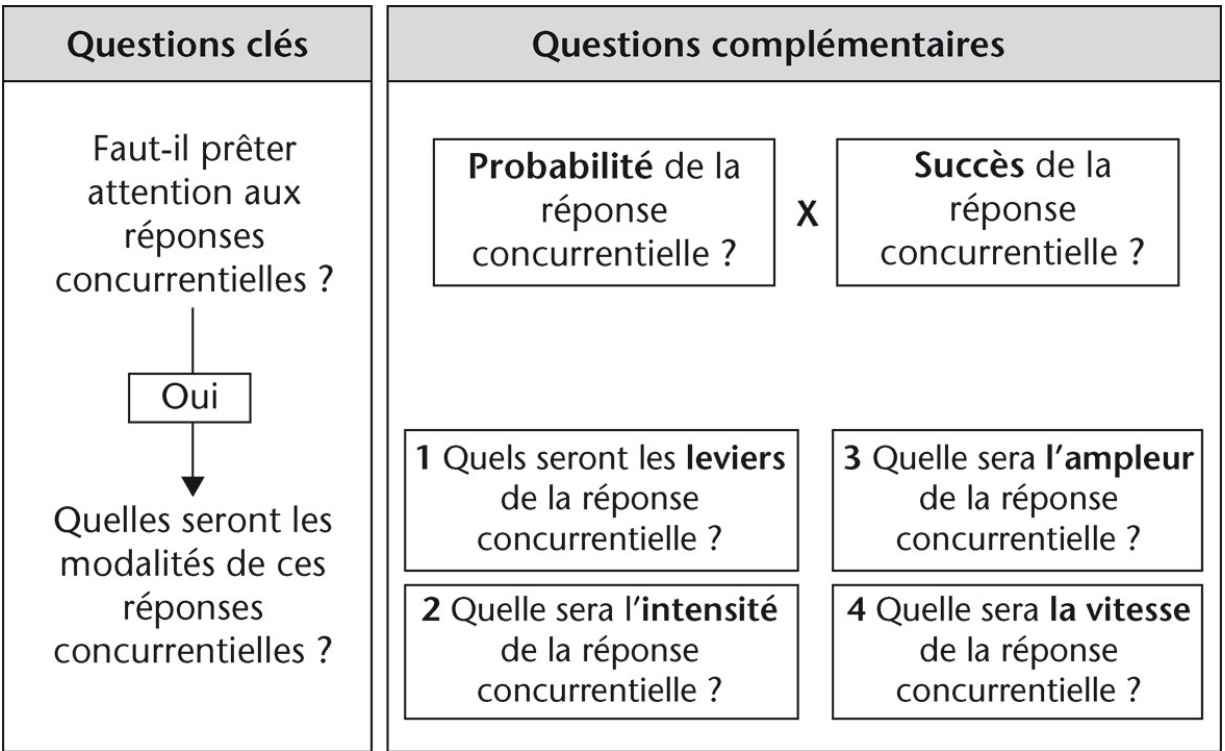 Questions clés
Faut-il prêter
attention aux
réponses
concurrentielles ?
Oui
Quelles seront les
modalités de ces
réponses
concurrentielles ?
Questions complémentaires
Probabilité de la
réponse
concurrentielle ?
X
Succès de la
réponse
concurrentielle ?
1 Quels seront les leviers
de la réponse
concurrentielle ?
2 Quelle sera l'intensité
de la réponse
concurrentielle ?
3 Quelle sera l'ampleur
de la réponse
concurrentielle ?
4 Quelle sera la vitesse
de la réponse
concurrentielle ?